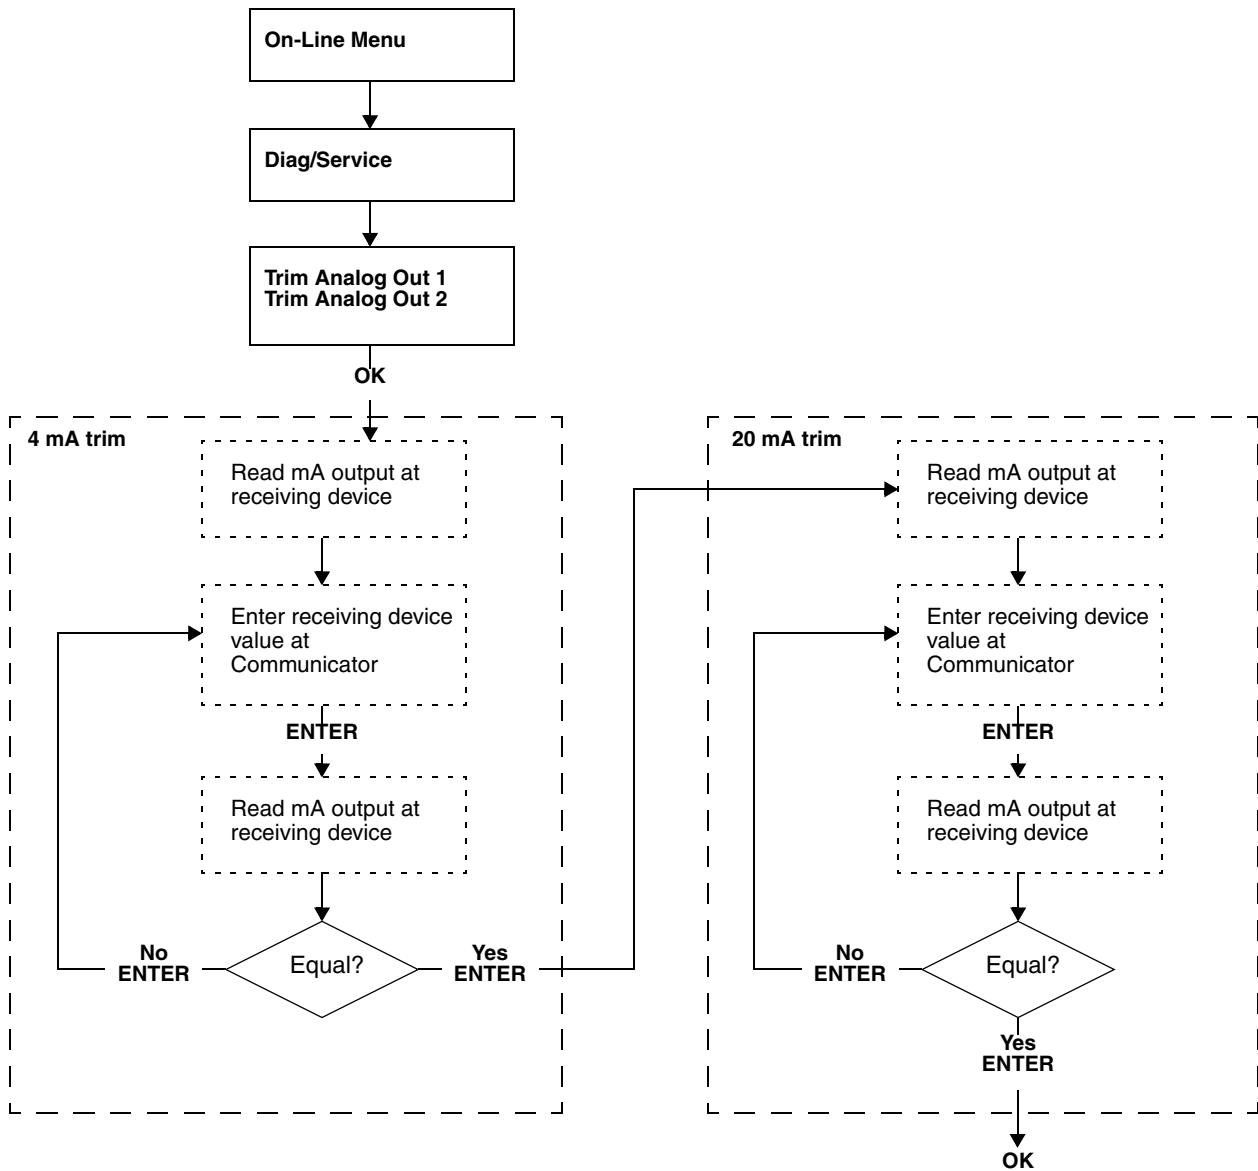 On-Line Menu
Diag/Service
Trim Analog Out 1
Trim Analog Out 2
OK
4 mA trim
Read mA output at
receiving device
Enter receiving device
value at
Communicator
ENTER
Read mA output at
receiving device
Equal?
No
ENTER
Yes
ENTER
20 mA trim
Read mA output at
receiving device
Enter receiving device
value at
Communicator
ENTER
Read mA output at
receiving device
Equal?
No
ENTER
Yes
ENTER
OK